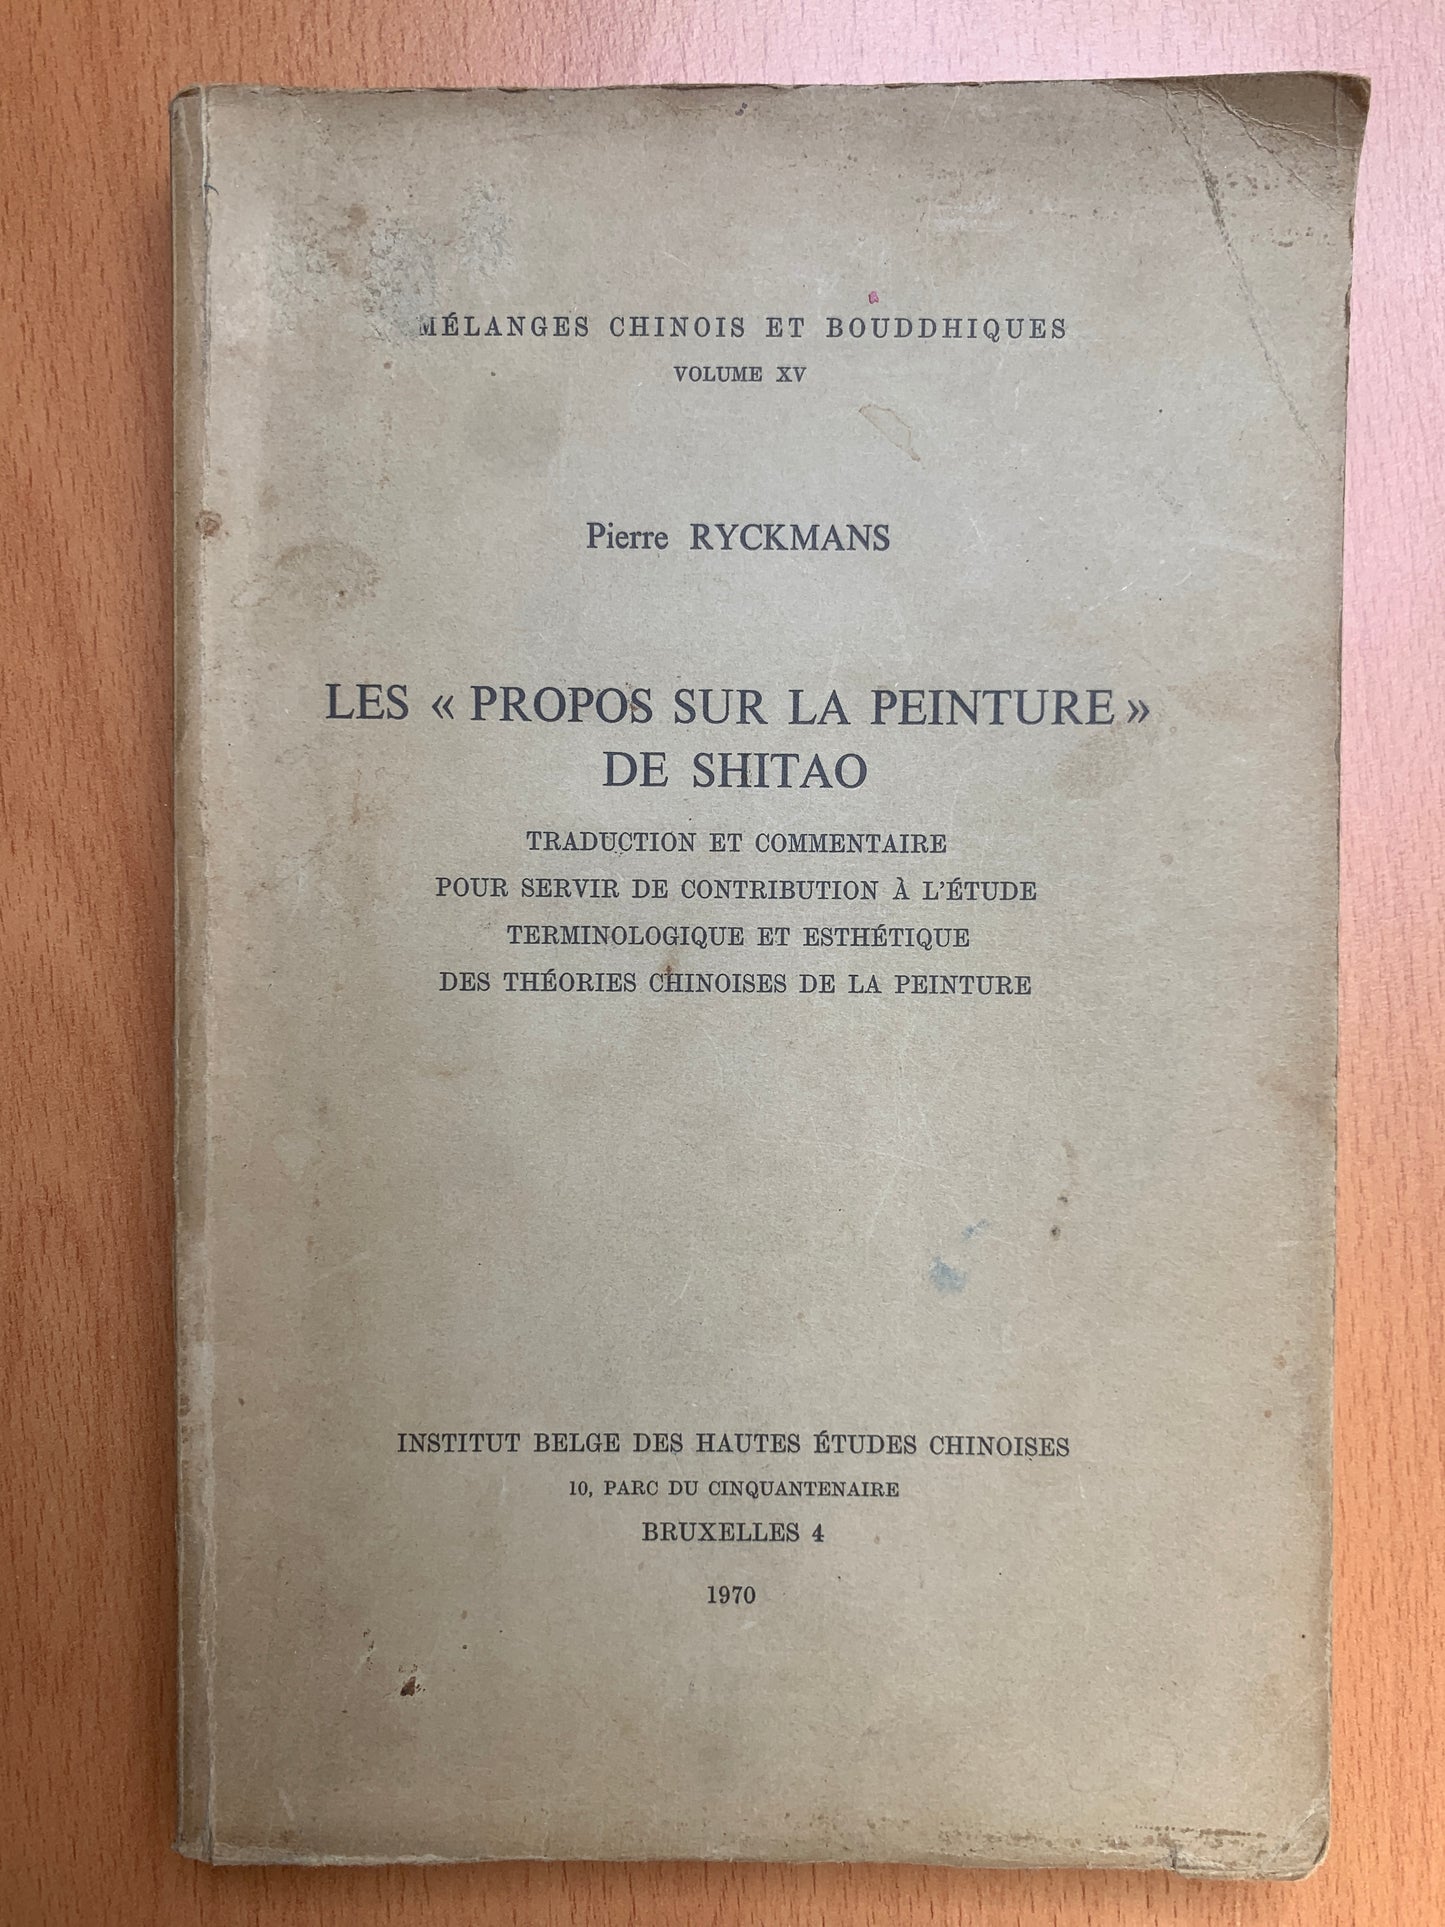 MÉLANGES CHINOIS ET BOUDDHIQUES
VOLUME XV
Pierre RYCKMANS
LES « PROPOS SUR LA PEINTURE »
DE SHITAO
TRADUCTION ET COMMENTAIRE
POUR SERVIR DE CONTRIBUTION À L'ÉTUDE
TERMINOLOGIQUE ET ESTHÉTIQUE
DES THÉORIES CHINOISES DE LA PEINTURE
INSTITUT BELGE DES HAUTES ÉTUDES CHINOISES
10, PARC DU CINQUANTENAIRE
BRUXELLES 4
1970